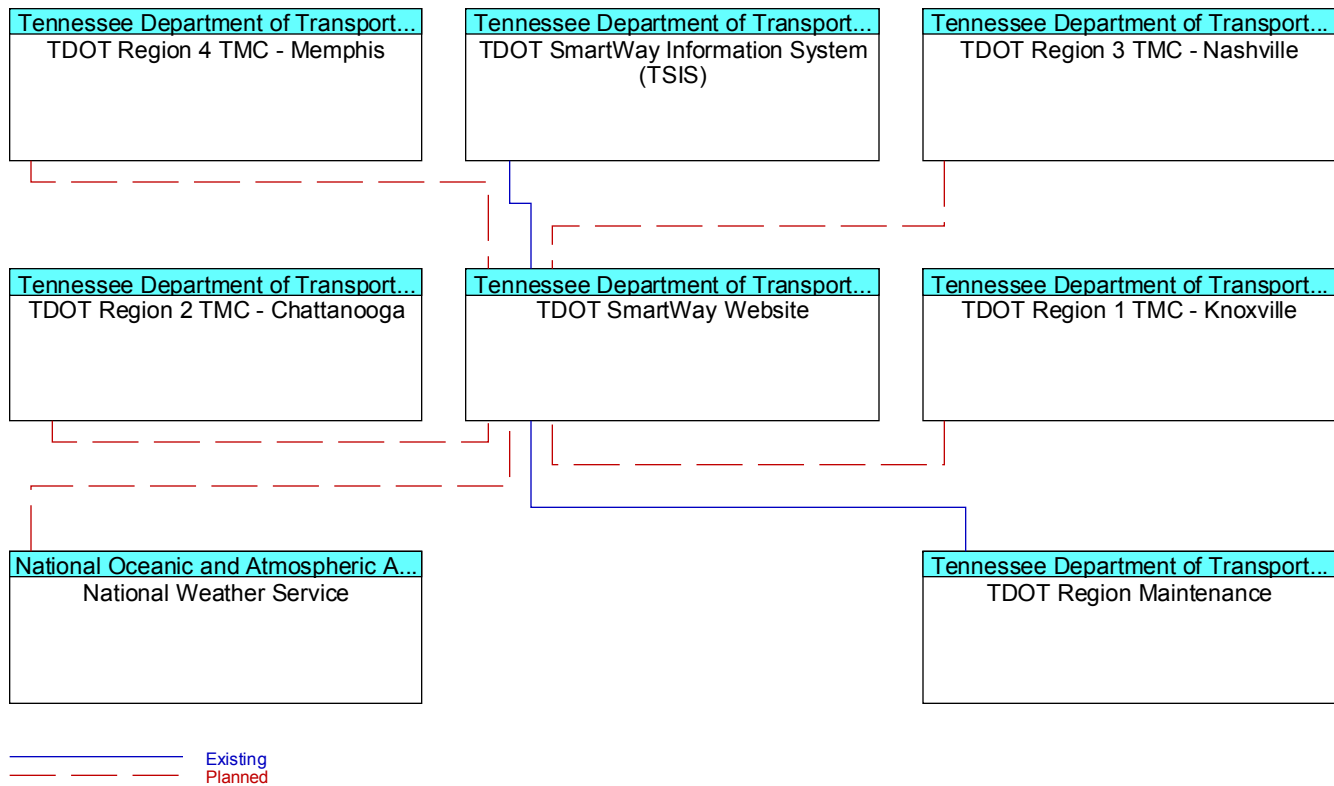 Tennessee Department of Transport...
TDOT Region 4 TMC - Memphis
Tennessee Department of Transport...
TDOT SmartWay Information System
(TSIS)
Tennessee Department of Transport...
TDOT Region 3 TMC - Nashville
Tennessee Department of Transport...
TDOT Region 2 TMC - Chattanooga
Tennessee Department of Transport...
TDOT SmartWay Website
Tennessee Department of Transport...
TDOT Region 1 TMC - Knoxville
National Oceanic and Atmospheric A...
National Weather Service
Tennessee Department of Transport...
TDOT Region Maintenance
Existing
Planned